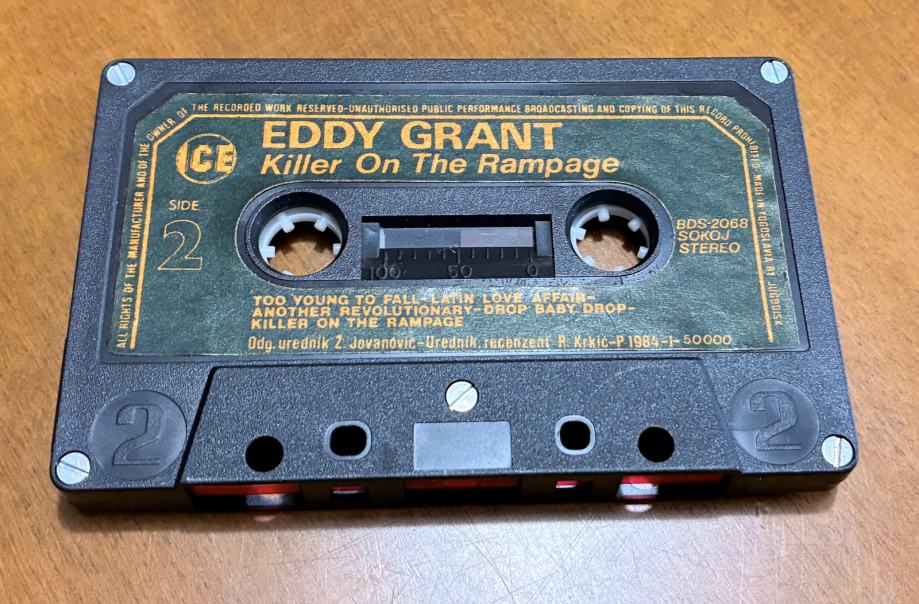 ALL RIGHTS OF THE MANUFACTURER AND OF THE OWNER OF THE RECORDED WORK RESERVED-UNAUTHORISED PUBLIC PERFORMANCE BROADCASTING AND COPYING OF THIS RECORD PROHIBITED MADE IN YUGOSLAVIA BY JUGODISK
ICE
EDDY GRANT
Killer On The Rampage
SIDE
2
BDS-2068
SOKOJ
STEREO
100 50 0
TOO YOUNG TO FALL-LATIN LOVE AFFAIR-
ANOTHER REVOLUTIONARY-DROP BABY DROP-
KILLER ON THE RAMPAGE
Odg. urednik Ž. Jovanović-Urednik, recenzent R. Krkić-P 1984-I-50000
2 2